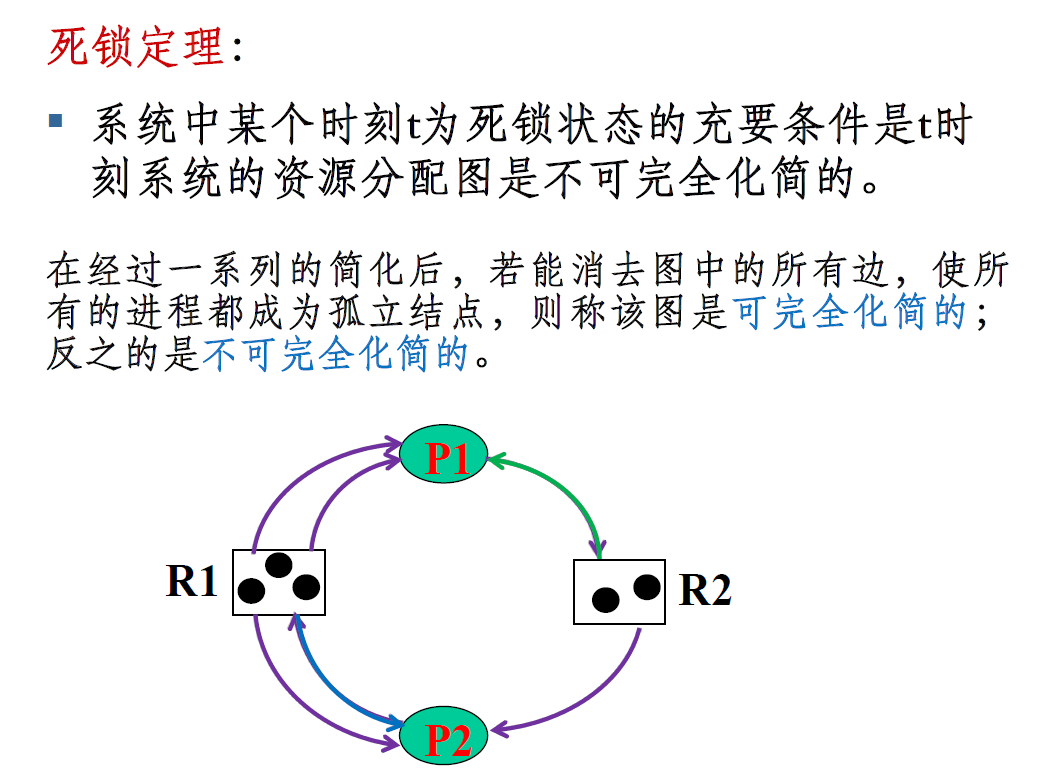 死锁定理：
系统中某个时刻t为死锁状态的充要条件是t时
刻系统的资源分配图是不可完全化简的。
在经过一系列的简化后，若能消去图中的所有边，使所
有的进程都成为孤立结点，则称该图是可完全化简的；
反之的是不可完全化简的。
P1
R1
R2
P2